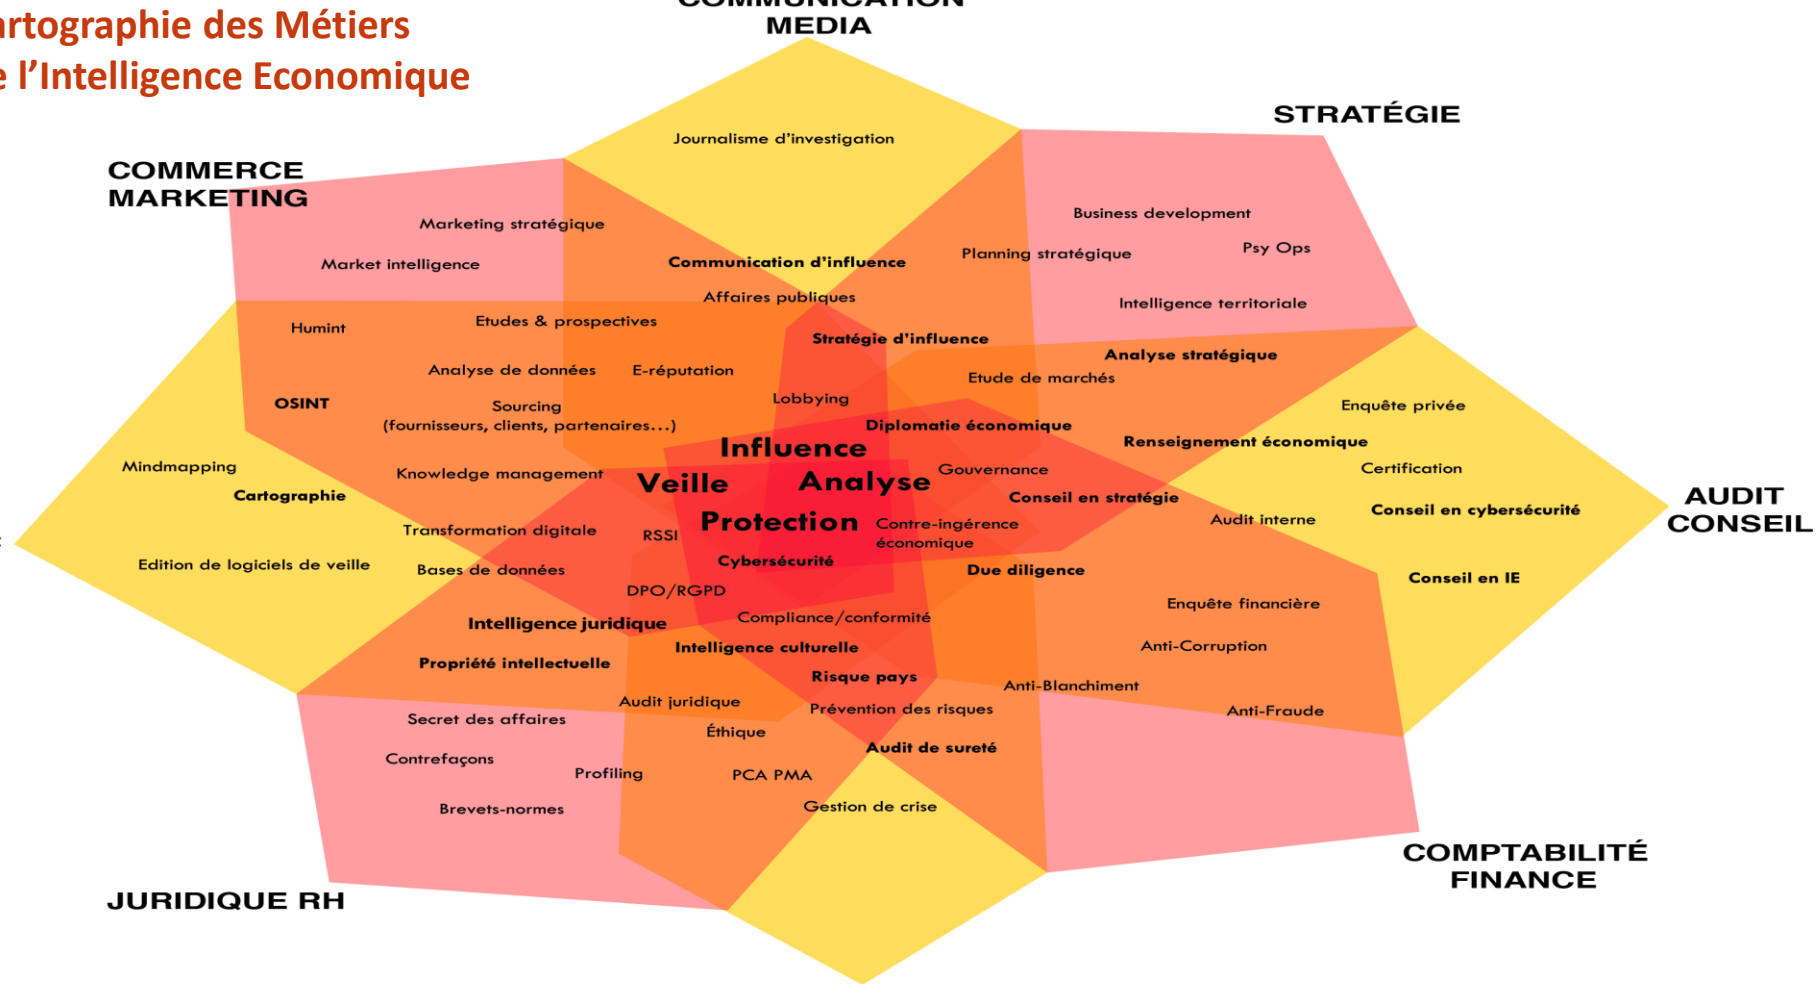 artographie des Métiers
e l’Intelligence Economique
COMMUNICATION
MEDIA
STRATÉGIE
COMMERCE
MARKETING
Journalisme d’investigation
Marketing stratégique
Market intelligence
Communication d’influence
Affaires publiques
Business development
Planning stratégique
Psy Ops
Intelligence territoriale
Humint
Etudes & prospectives
Stratégie d’influence
Analyse stratégique
Analyse de données
E-réputation
Etude de marchés
OSINT
Sourcing
(fournisseurs, clients, partenaires...)
Lobbying
Enquête privée
Diplomatie économique
Renseignement économique
Influence
Mindmapping
Cartographie
Knowledge management
Veille
Analyse
Gouvernance
Conseil en stratégie
Certification
Conseil en cybersécurité
AUDIT
CONSEIL
Transformation digitale
RSSI
Protection
Contre-ingérence
économique
Audit interne
Edition de logiciels de veille
Bases de données
Cybersécurité
Due diligence
Conseil en IE
DPO/RGPD
Enquête financière
Intelligence juridique
Compliance/conformité
Intelligence culturelle
Anti-Corruption
Propriété intellectuelle
Risque pays
Anti-Blanchiment
Audit juridique
Prévention des risques
Anti-Fraude
Secret des affaires
Éthique
Audit de sureté
Contrefaçons
Profiling
PCA PMA
Brevets-normes
Gestion de crise
COMPTABILITÉ
FINANCE
JURIDIQUE RH